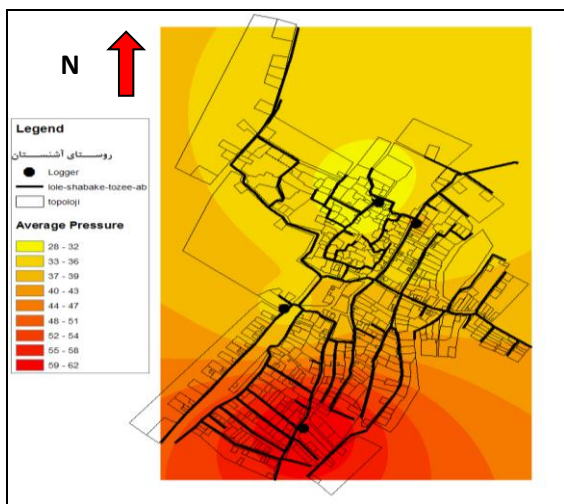 N
Legend
روستای آشنستان
Logger
lole-shabake-tozee-ab
topoloji
Average Pressure
28 - 32
33 - 36
37 - 39
40 - 43
44 - 47
48 - 51
52 - 54
55 - 58
59 - 62